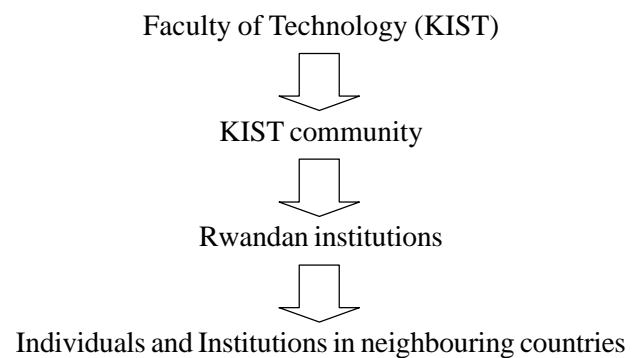 Faculty of Technology (KIST)
KIST community
Rwandan institutions
Individuals and Institutions in neighbouring countries